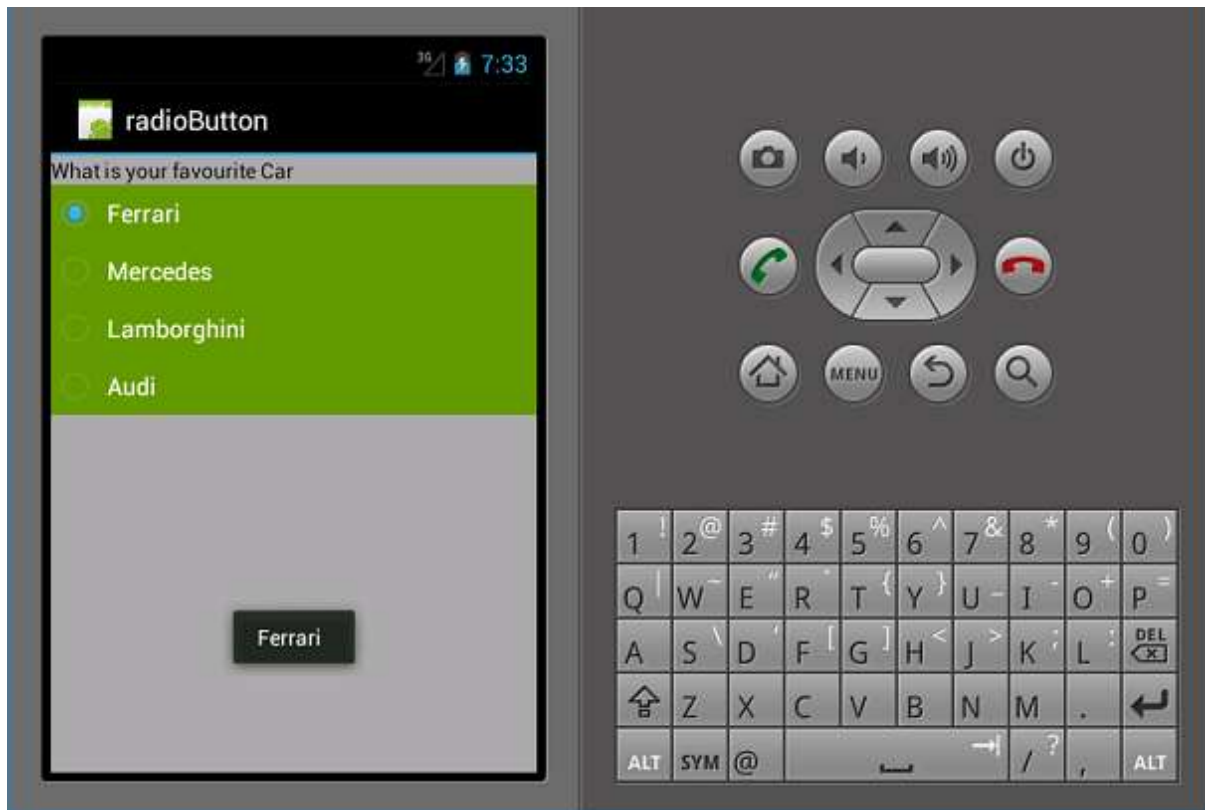 3G 7:33
radioButton
What is your favourite Car
Ferrari
Mercedes
Lamborghini
Audi
Ferrari
MENU
1 ! 2 @ 3 # 4 $ 5 % 6 ^ 7 & 8 * 9 ( 0 )
Q | W ~ E " R ` T { Y } U _ I - O + P =
A S \ D ' F [ G ] H < J > K ; L : DEL
Z X C V B N M .
ALT SYM @ / ? , ALT